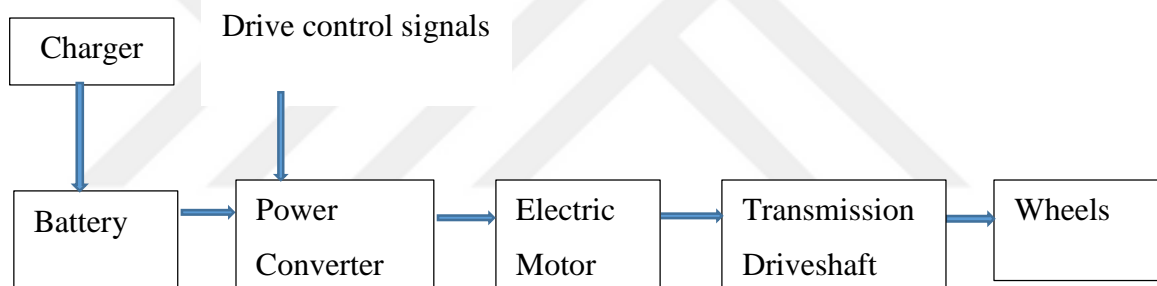 Drive control signals
Charger
Battery
Power
Converter
Electric
Motor
Transmission
Driveshaft
Wheels